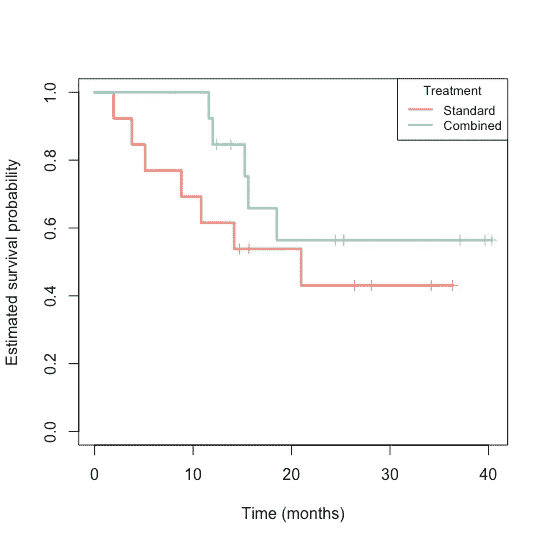 Treatment
Standard
Combined
Estimated survival probability
1.0
0.8
0.6
0.4
0.2
0.0
0 10 20 30 40
Time (months)